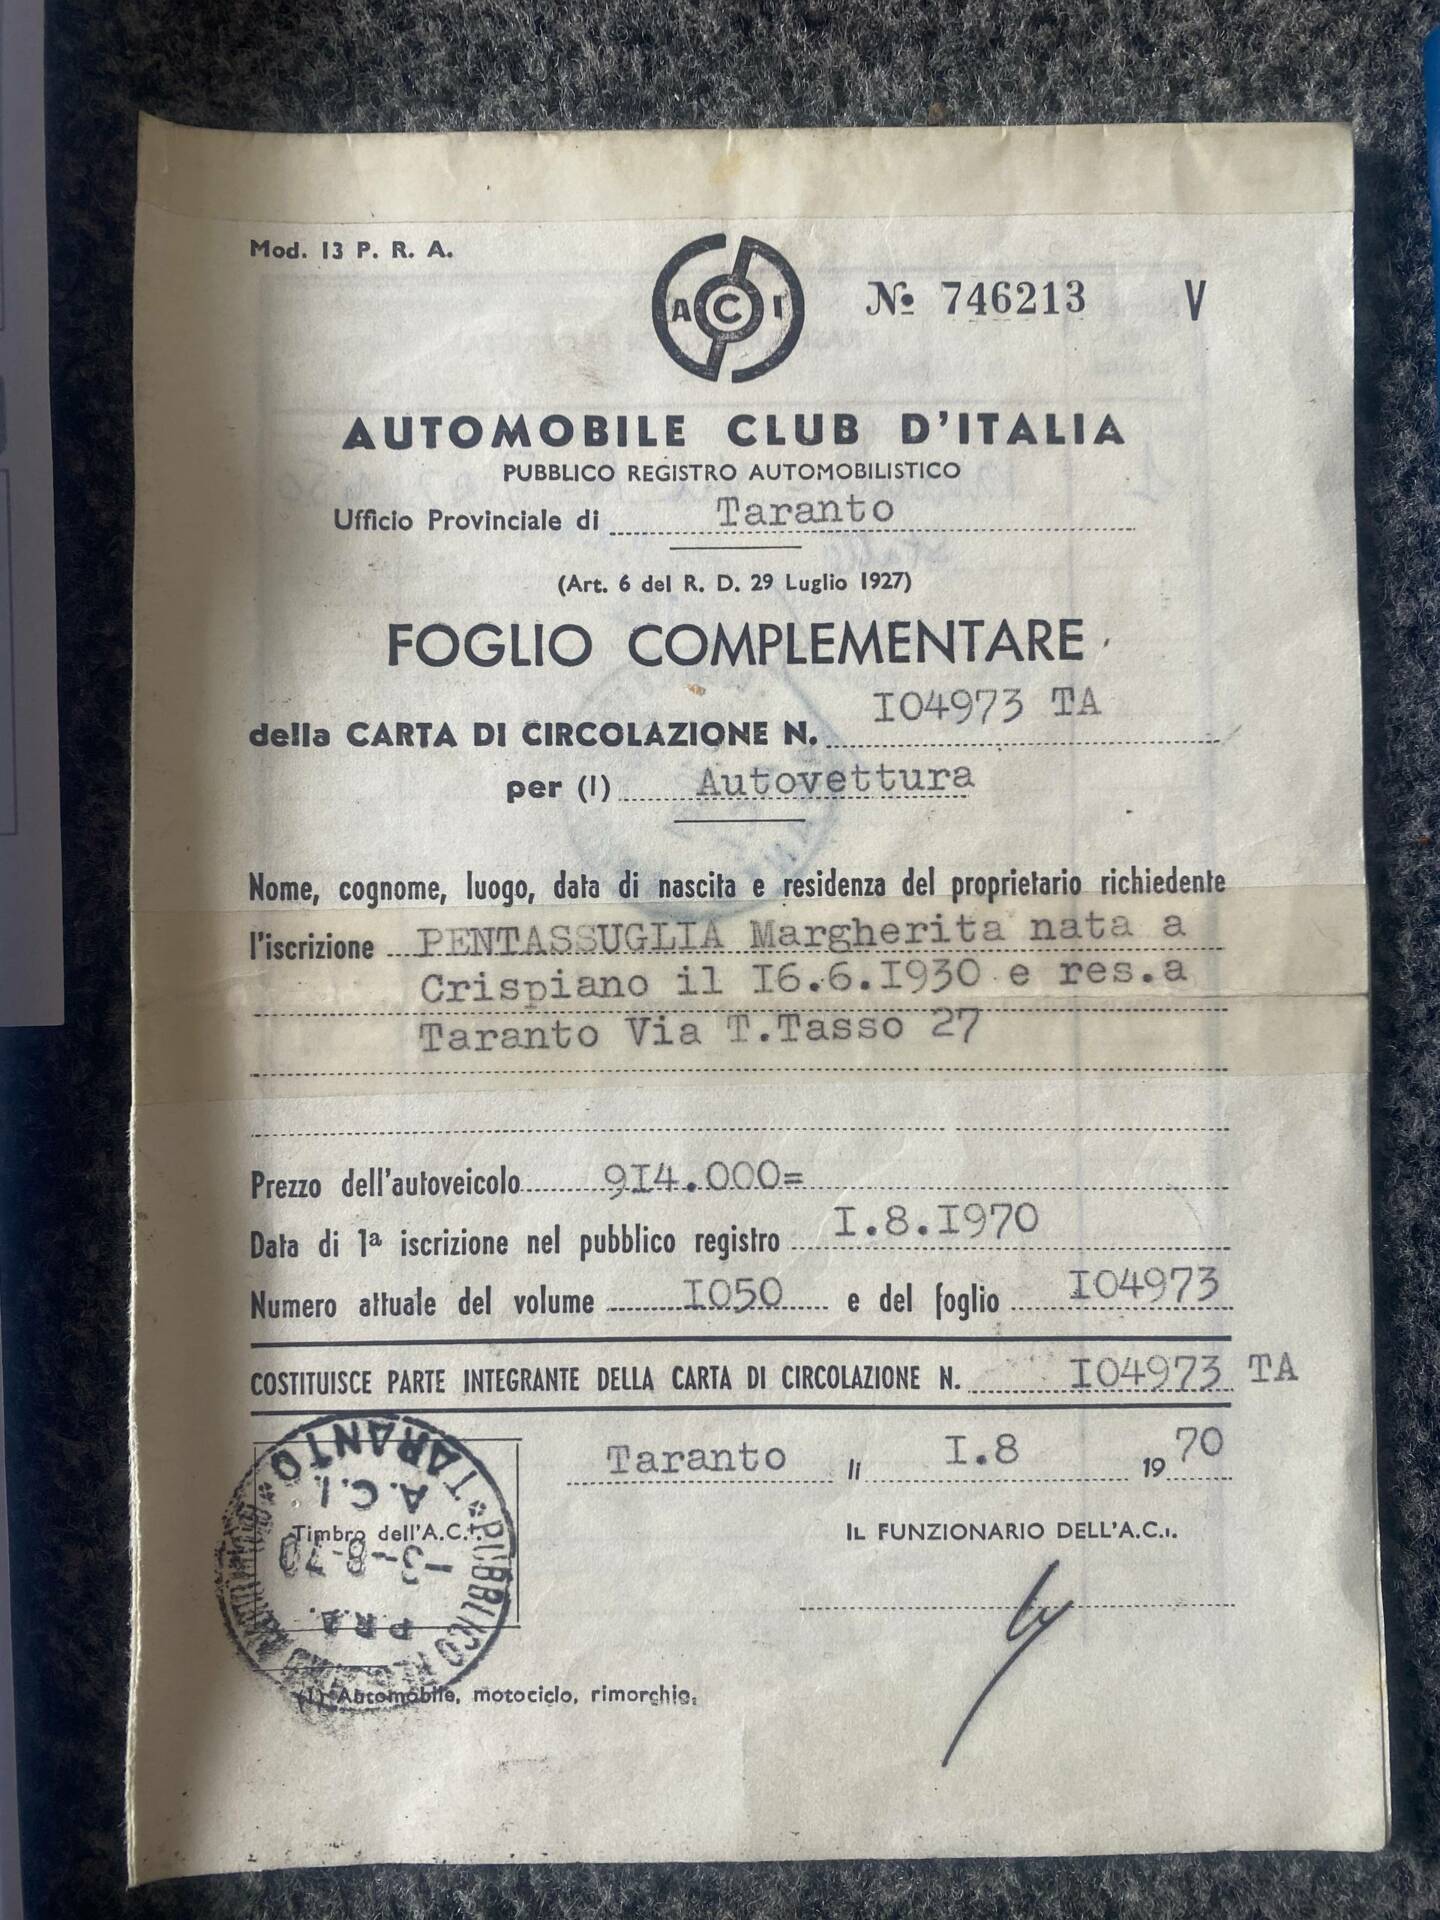 Mod. 13 P. R. A.
A C I
№ 746213 V
AUTOMOBILE CLUB D'ITALIA
PUBBLICO REGISTRO AUTOMOBILISTICO
Ufficio Provinciale di Taranto
(Art. 6 del R. D. 29 Luglio 1927)
FOGLIO COMPLEMENTARE
della CARTA DI CIRCOLAZIONE N. I04973 TA
per (1) Autovettura
Nome, cognome, luogo, data di nascita e residenza del proprietario richiedente
l'iscrizione PENTASSUGLIA Margherita nata a
Crispiano il I6.6.I930 e res.a
Taranto Via T.Tasso 27
Prezzo dell'autoveicolo 9I4.000=
Data di 1ª iscrizione nel pubblico registro I.8.I970
Numero attuale del volume I050 e del foglio I04973
COSTITUISCE PARTE INTEGRANTE DELLA CARTA DI CIRCOLAZIONE N. I04973 TA
Taranto li I.8 1970
TARANTO
A.C.I.
Timbro dell'A.C.I.
-3-8-70
P.R.A.
PUBBLICO
IL FUNZIONARIO DELL'A.C.I.
(1) Automobile, motociclo, rimorchio.